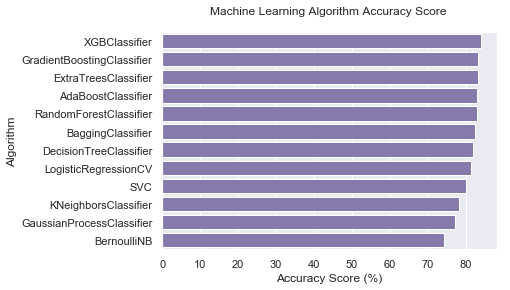 Machine Learning Algorithm Accuracy Score
XGBClassifier
GradientBoostingClassifier
ExtraTreesClassifier
AdaBoostClassifier
RandomForestClassifier
BaggingClassifier
DecisionTreeClassifier
LogisticRegressionCV
SVC
KNeighborsClassifier
GaussianProcessClassifier
BernoulliNB
Algorithm
0 10 20 30 40 50 60 70 80
Accuracy Score (%)